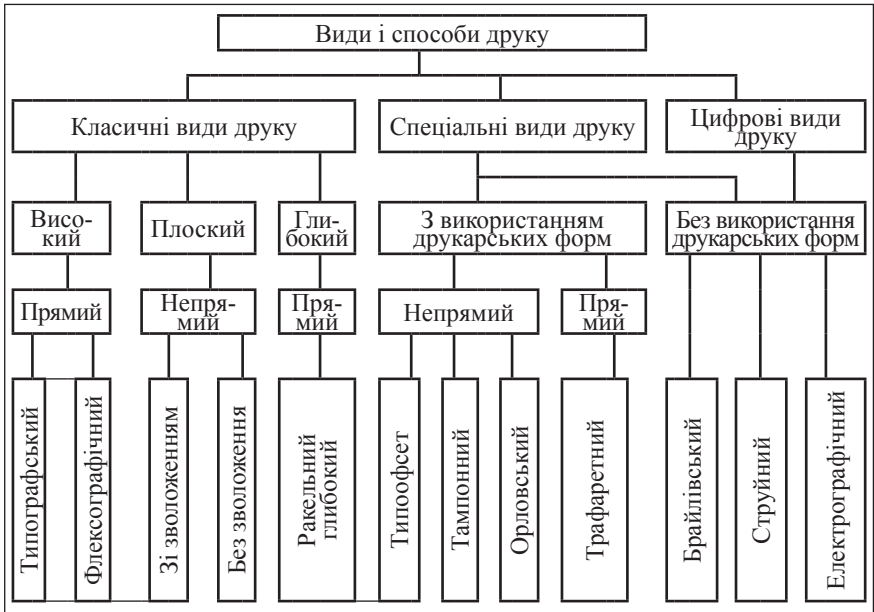 Види і способи друку
Класичні види друку
Спеціальні види друку
Цифрові види
друку
Висо-
кий
Плоский
Гли-
бокий
З використанням
друкарських форм
Без використання
друкарських форм
Прямий
Непря-
мий
Пря-
мий
Непрямий
Пря-
мий
Типографський
Флексографічний
Зі зволоженням
Без зволоження
Ракельний
глибокий
Типоофсет
Тампонний
Орловський
Трафаретний
Брайлівський
Струйний
Електрографічний